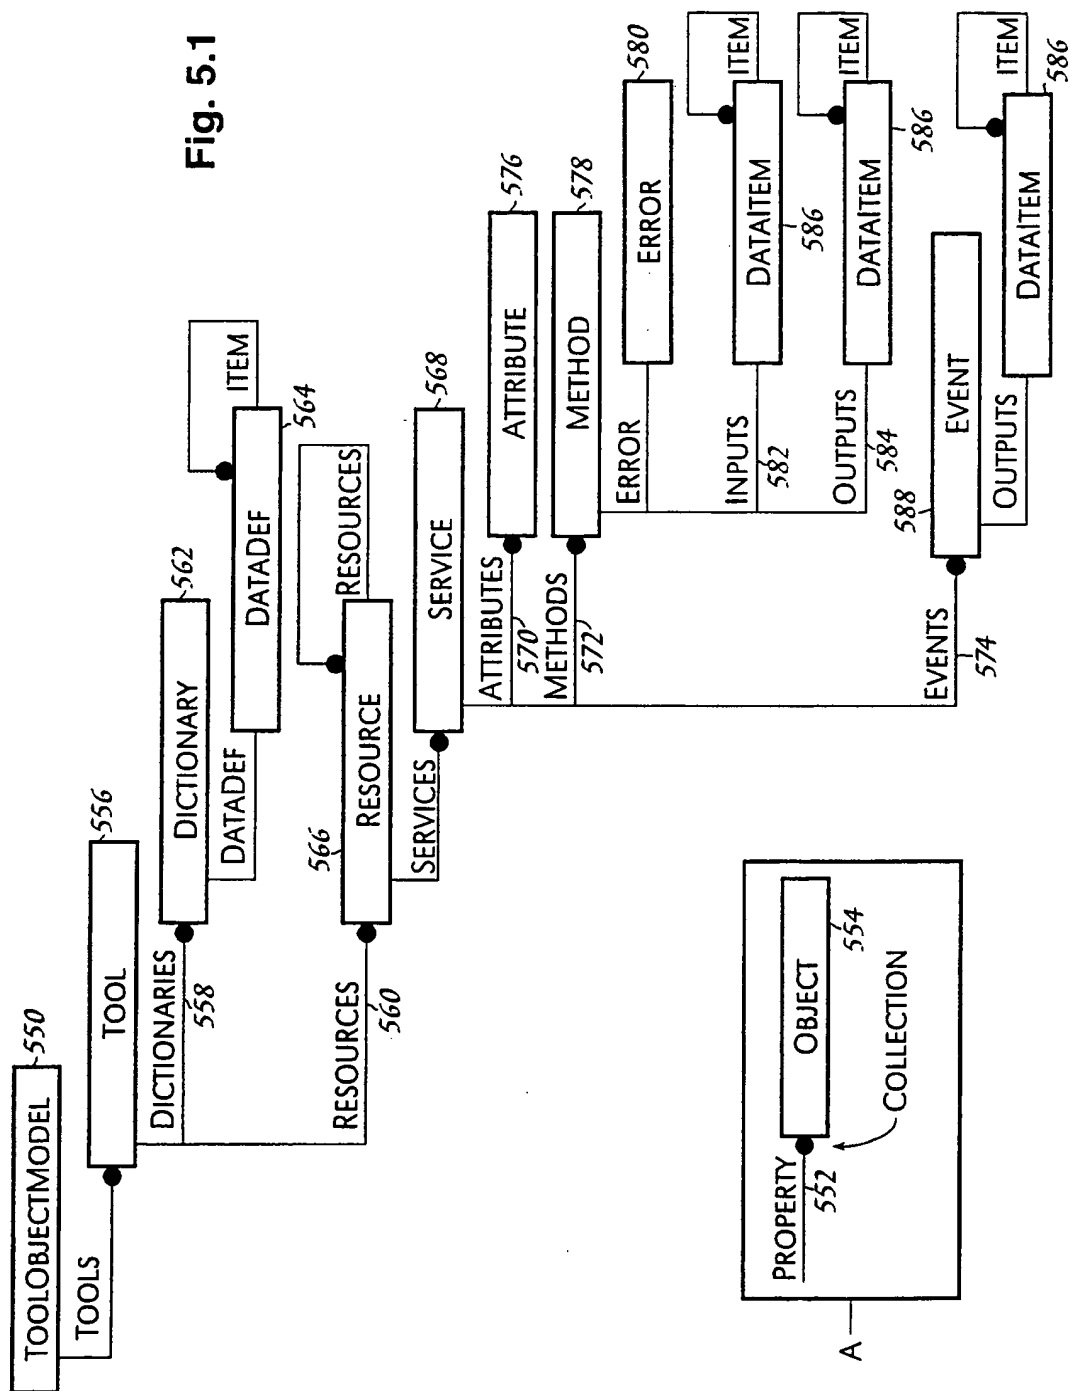 Fig. 5.1
TOOLOBJECTMODEL
550
TOOLS
TOOL
556
DICTIONARIES
558
DICTIONARY
562
DATADEF
DATADEF
564
ITEM
RESOURCES
560
RESOURCE
566
RESOURCES
SERVICES
SERVICE
568
ATTRIBUTES
570
ATTRIBUTE
576
METHODS
572
METHOD
578
ERROR
ERROR
580
INPUTS
582
DATAITEM
586
ITEM
OUTPUTS
584
DATAITEM
586
ITEM
EVENTS
574
EVENT
588
OUTPUTS
DATAITEM
586
ITEM
A
PROPERTY
552
OBJECT
554
COLLECTION